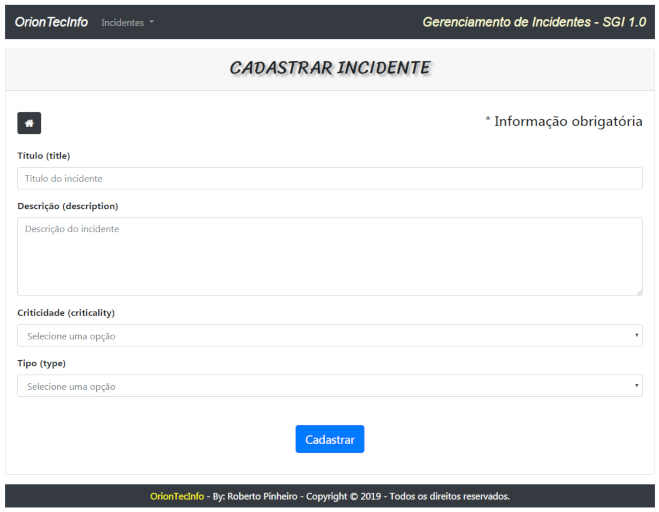 OrionTecInfo Incidentes Gerenciamento de Incidentes - SGI 1.0
CADASTRAR INCIDENTE
* Informação obrigatória
Título (title)
Título do incidente
Descrição (description)
Descrição do incidente
Criticidade (criticality)
Selecione uma opção
Tipo (type)
Selecione uma opção
Cadastrar
OrionTecInfo - By: Roberto Pinheiro - Copyright © 2019 - Todos os direitos reservados.